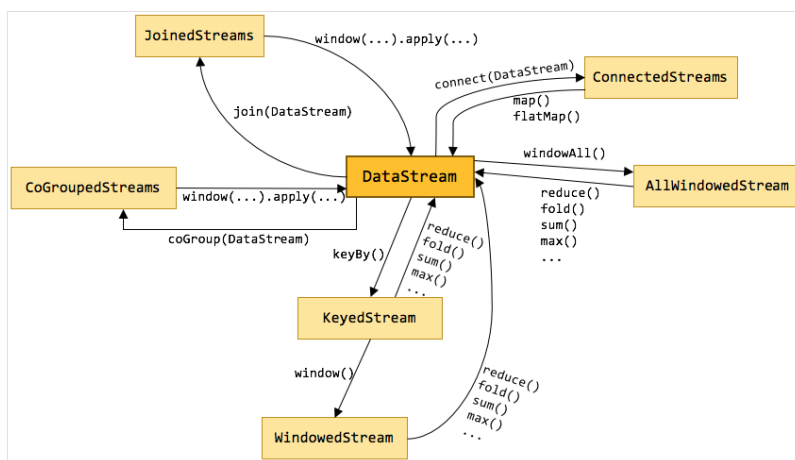 JoinedStreams
window(...).apply(...)
connect(DataStream)
ConnectedStreams
map()
flatMap()
join(DataStream)
windowAll()
DataStream
CoGroupedStreams
window(...).apply(...)
AllWindowedStream
reduce()
fold()
sum()
max()
...
coGroup(DataStream)
keyBy()
reduce()
fold()
sum()
max()
...
KeyedStream
window()
reduce()
fold()
sum()
max()
...
WindowedStream